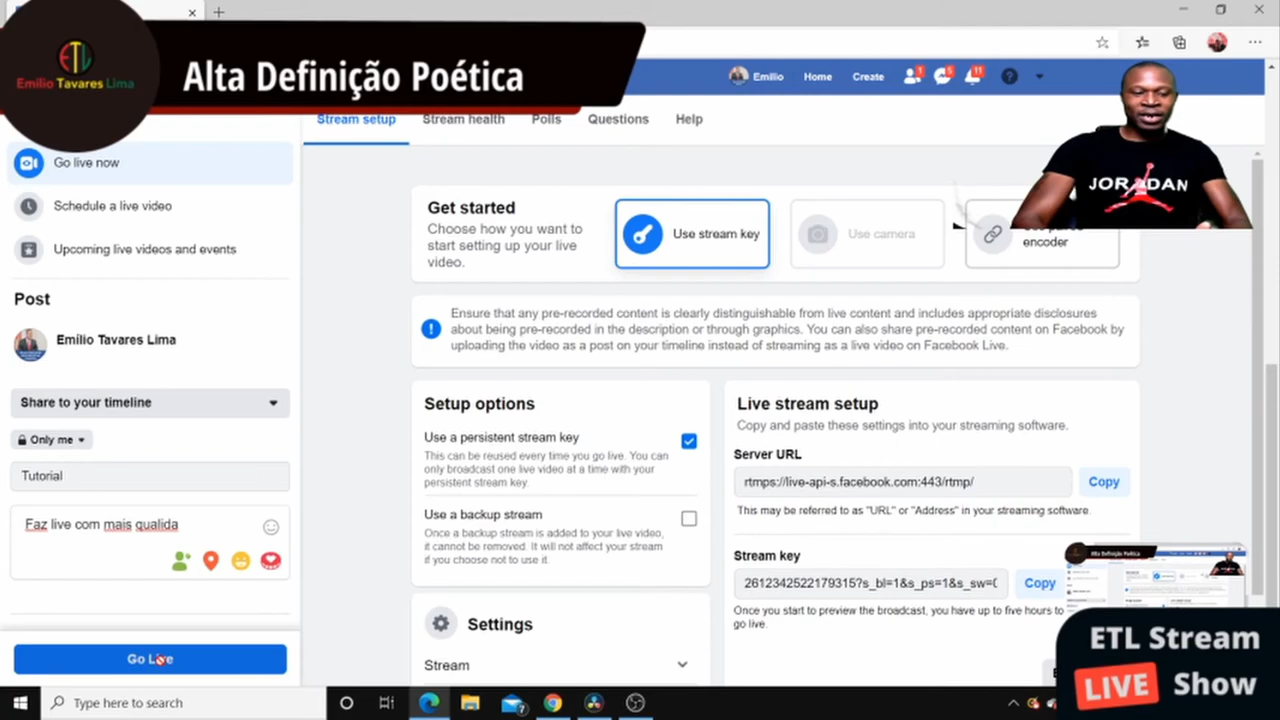 ETL
Emílio Tavares Lima
Alta Definição Poética
Emílio
Home
Create
Stream setup
Stream health
Polls
Questions
Help
Go live now
Schedule a live video
Upcoming live videos and events
Post
Emílio Tavares Lima
Share to your timeline
Only me
Tutorial
Faz live com mais qualida
Go Live
Get started
Choose how you want to
start setting up your live
video.
Use stream key
Use camera
encoder
JORDAN
Ensure that any pre-recorded content is clearly distinguishable from live content and includes appropriate disclosures
about being pre-recorded in the description or through graphics. You can also share pre-recorded content on Facebook by
uploading the video as a post on your timeline instead of streaming as a live video on Facebook Live.
Setup options
Use a persistent stream key
This can be reused every time you go live. You can
only broadcast one live video at a time with your
persistent stream key.
Use a backup stream
Once a backup stream is added to your live video,
it cannot be removed. It will not affect your stream
if you choose not to use it.
Settings
Stream
Live stream setup
Copy and paste these settings into your streaming software.
Server URL
rtmps://live-api-s.facebook.com:443/rtmp/
Copy
This may be referred to as "URL" or "Address" in your streaming software.
Stream key
2612342522179315?s_bl=1&s_ps=1&s_sw=0
Copy
Once you start to preview the broadcast, you have up to five hours to
go live.
Alta Definição Poética
ETL Stream
LIVE Show
Type here to search